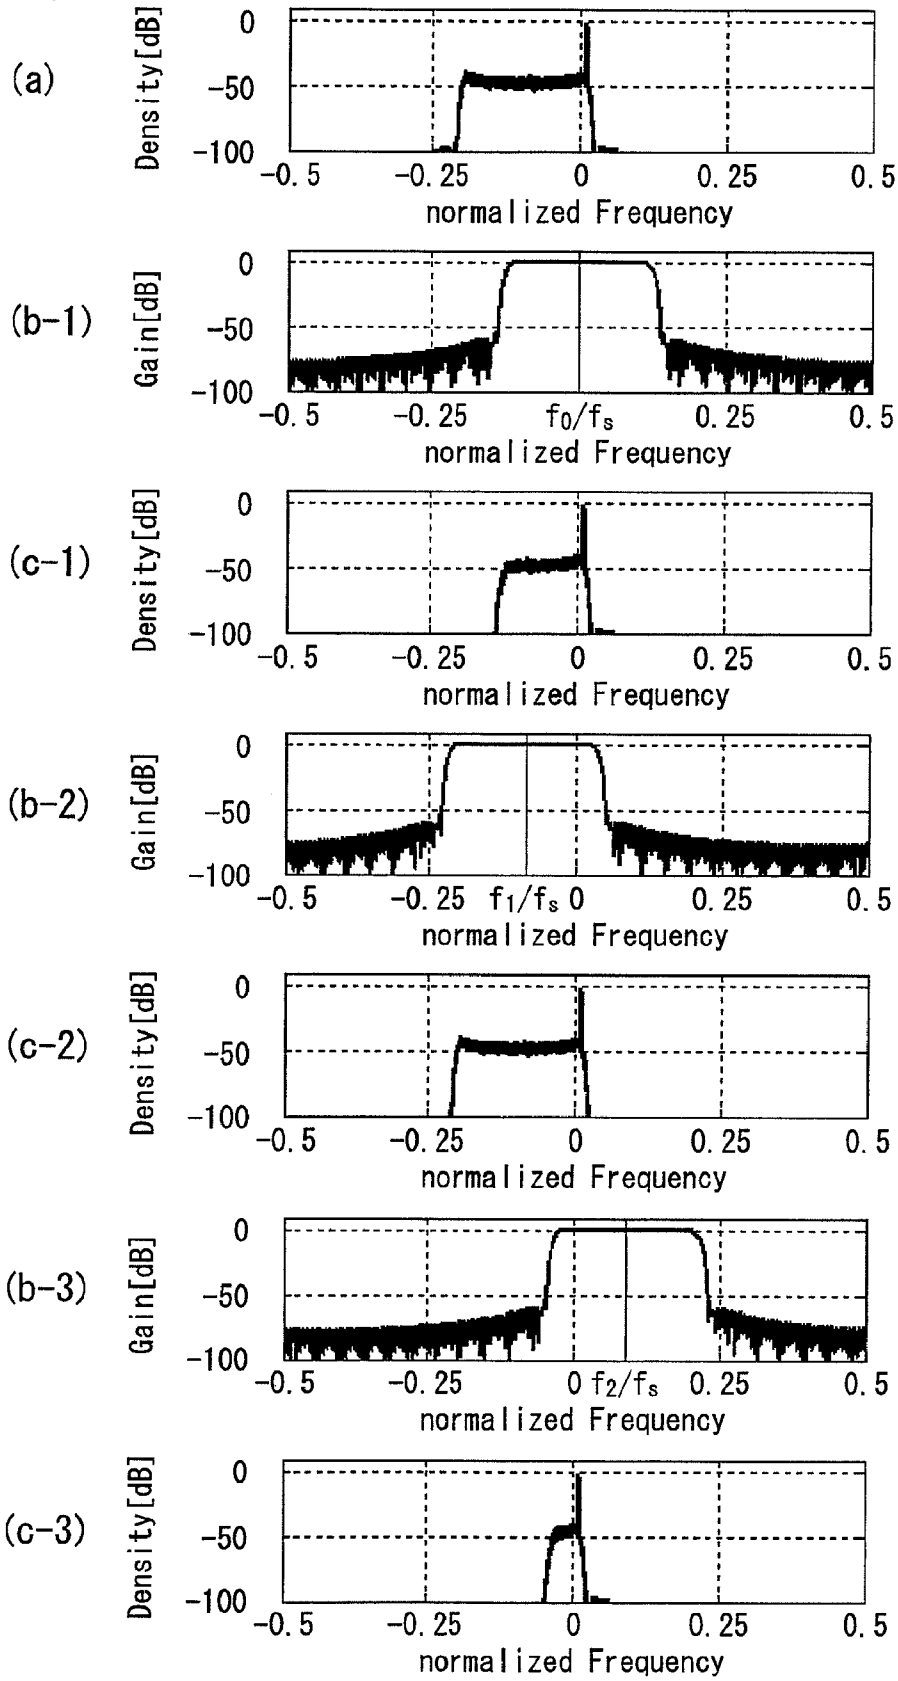 (a)
Density[dB]
0
-50
-100
-0.5 -0.25 0 0.25 0.5
normalized Frequency
(b-1)
Gain[dB]
0
-50
-100
-0.5 -0.25 f0/fs 0.25 0.5
normalized Frequency
(c-1)
Density[dB]
0
-50
-100
-0.5 -0.25 0 0.25 0.5
normalized Frequency
(b-2)
Gain[dB]
0
-50
-100
-0.5 -0.25 f1/fs 0 0.25 0.5
normalized Frequency
(c-2)
Density[dB]
0
-50
-100
-0.5 -0.25 0 0.25 0.5
normalized Frequency
(b-3)
Gain[dB]
0
-50
-100
-0.5 -0.25 0 f2/fs 0.25 0.5
normalized Frequency
(c-3)
Density[dB]
0
-50
-100
-0.5 -0.25 0 0.25 0.5
normalized Frequency